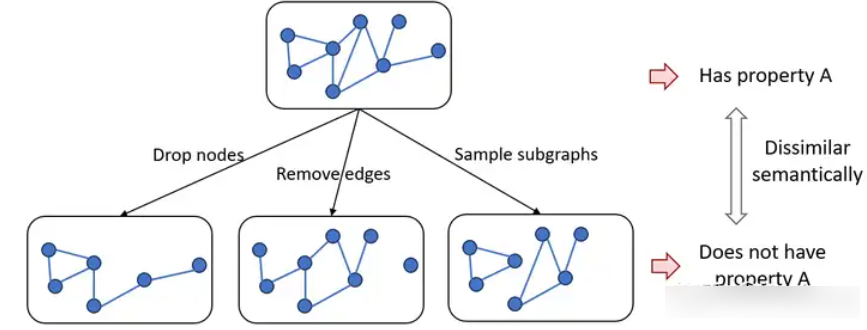 Has property A
Drop nodes
Remove edges
Sample subgraphs
Dissimilar
semantically
Does not have
property A